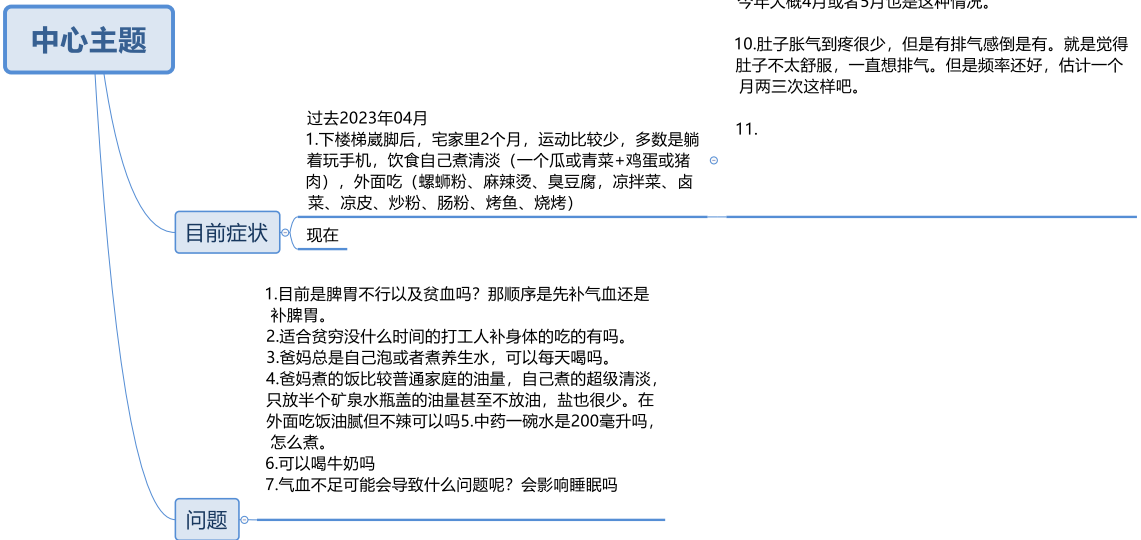 中心主题
今年大概4月或者5月也是这种情况。
10.肚子胀气到疼很少，但是有排气感倒是有。就是觉得
肚子不太舒服，一直想排气。但是频率还好，估计一个
月两三次这样吧。
11.
过去2023年04月
1.下楼梯崴脚后，宅家里2个月，运动比较少，多数是躺
着玩手机，饮食自己煮清淡（一个瓜或青菜+鸡蛋或猪
肉），外面吃（螺蛳粉、麻辣烫、臭豆腐，凉拌菜、卤
菜、凉皮、炒粉、肠粉、烤鱼、烧烤）
目前症状
现在
1.目前是脾胃不行以及贫血吗？那顺序是先补气血还是
补脾胃。
2.适合贫穷没什么时间的打工人补身体的吃的有吗。
3.爸妈总是自己泡或者煮养生水，可以每天喝吗。
4.爸妈煮的饭比较普通家庭的油量，自己煮的超级清淡，
只放半个矿泉水瓶盖的油量甚至不放油，盐也很少。在
外面吃饭油腻但不辣可以吗5.中药一碗水是200毫升吗，
怎么煮。
6.可以喝牛奶吗
7.气血不足可能会导致什么问题呢？会影响睡眠吗
问题